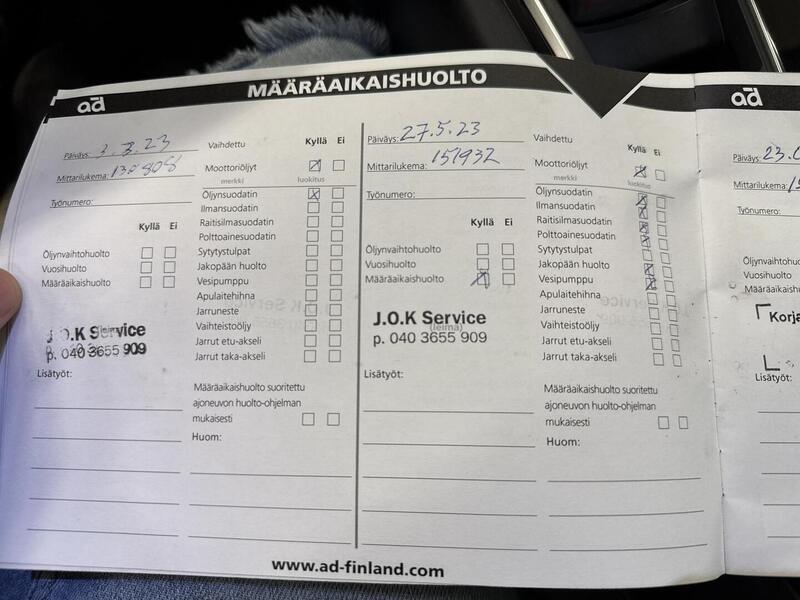 ad
MÄÄRÄAIKAISHUOLTO
Päiväys: 3.3.23
Mittarilukema: 130808
Työnumero:
Kyllä Ei
Öljynvaihtohuolto
Vuosihuolto
Määräaikaishuolto
J.O.K Service
(leima)
p. 040 3655 909
Lisätyöt:
Vaihdettu Kyllä Ei
Moottoriöljyt
merkki luokitus
Öljynsuodatin
Ilmansuodatin
Raitisilmasuodatin
Polttoainesuodatin
Sytytystulpat
Jakopään huolto
Vesipumppu
Apulaitehihna
Jarruneste
Vaihteistoöljy
Jarrut etu-akseli
Jarrut taka-akseli
Määräaikaishuolto suoritettu
ajoneuvon huolto-ohjelman
mukaisesti
Huom:
Päiväys: 27.5.23
Mittarilukema: 151932
Työnumero:
Kyllä Ei
Öljynvaihtohuolto
Vuosihuolto
Määräaikaishuolto
J.O.K Service
(leima)
p. 040 3655 909
Lisätyöt:
Vaihdettu Kyllä Ei
Moottoriöljyt
merkki luokitus
Öljynsuodatin
Ilmansuodatin
Raitisilmasuodatin
Polttoainesuodatin
Sytytystulpat
Jakopään huolto
Vesipumppu
Apulaitehihna
Jarruneste
Vaihteistoöljy
Jarrut etu-akseli
Jarrut taka-akseli
Määräaikaishuolto suoritettu
ajoneuvon huolto-ohjelman
mukaisesti
Huom:
www.ad-finland.com
ad
Päiväys: 23.
Mittarilukema:
Työnumero:
Öljynvaihtohuolto
Vuosihuolto
Määräaikaishuolto
Korja
Lisätyöt: